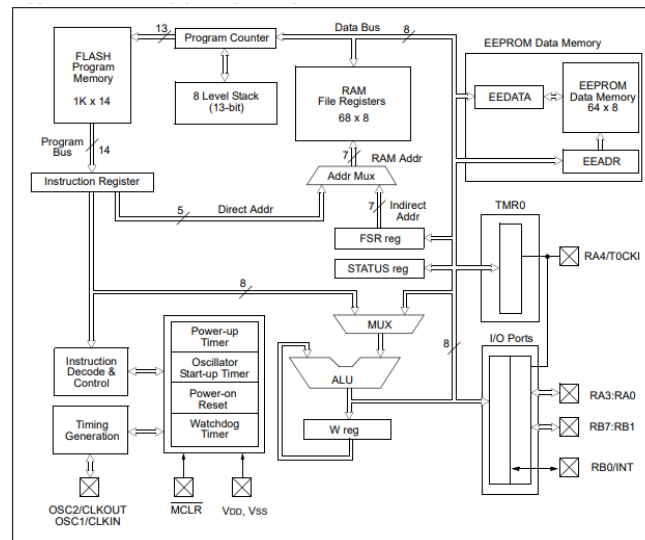 13
Program Counter
Data Bus
8
FLASH
Program
Memory
1K x 14
8 Level Stack
(13-bit)
RAM
File Registers
68 x 8
EEPROM Data Memory
EEDATA
EEPROM
Data Memory
64 x 8
EEADR
Program
Bus
14
Instruction Register
7
RAM Addr
Addr Mux
5
Direct Addr
7
Indirect
Addr
FSR reg
STATUS reg
TMR0
RA4/T0CKI
8
MUX
Power-up
Timer
Oscillator
Start-up Timer
Power-on
Reset
Watchdog
Timer
Instruction
Decode &
Control
Timing
Generation
ALU
8
W reg
I/O Ports
RA3:RA0
RB7:RB1
RB0/INT
OSC2/CLKOUT
OSC1/CLKIN
MCLR
VDD, VSS